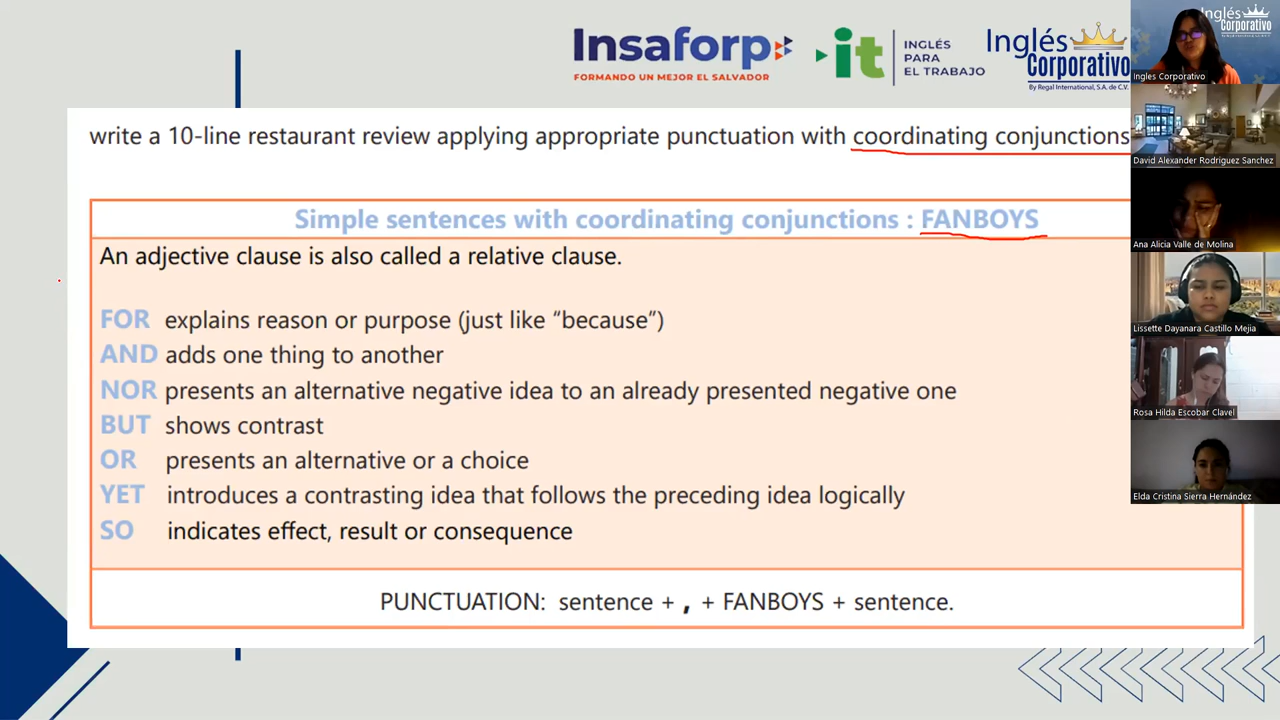 Insaforp
FORMANDO UN MEJOR EL SALVADOR
it
INGLÉS
PARA
EL TRABAJO
Inglés
Corporativo
By Regal International, S.A. de C.V.
write a 10-line restaurant review applying appropriate punctuation with coordinating conjunctions
Simple sentences with coordinating conjunctions : FANBOYS
An adjective clause is also called a relative clause.
FOR explains reason or purpose (just like “because”)
AND adds one thing to another
NOR presents an alternative negative idea to an already presented negative one
BUT shows contrast
OR presents an alternative or a choice
YET introduces a contrasting idea that follows the preceding idea logically
SO indicates effect, result or consequence
PUNCTUATION: sentence + , + FANBOYS + sentence.
Inglés
Corporativo
Ingles Corporativo
David Alexander Rodriguez Sanchez
Ana Alicia Valle de Molina
Lissette Dayanara Castillo Mejia
Rosa Hilda Escobar Clavel
Elda Cristina Sierra Hernández